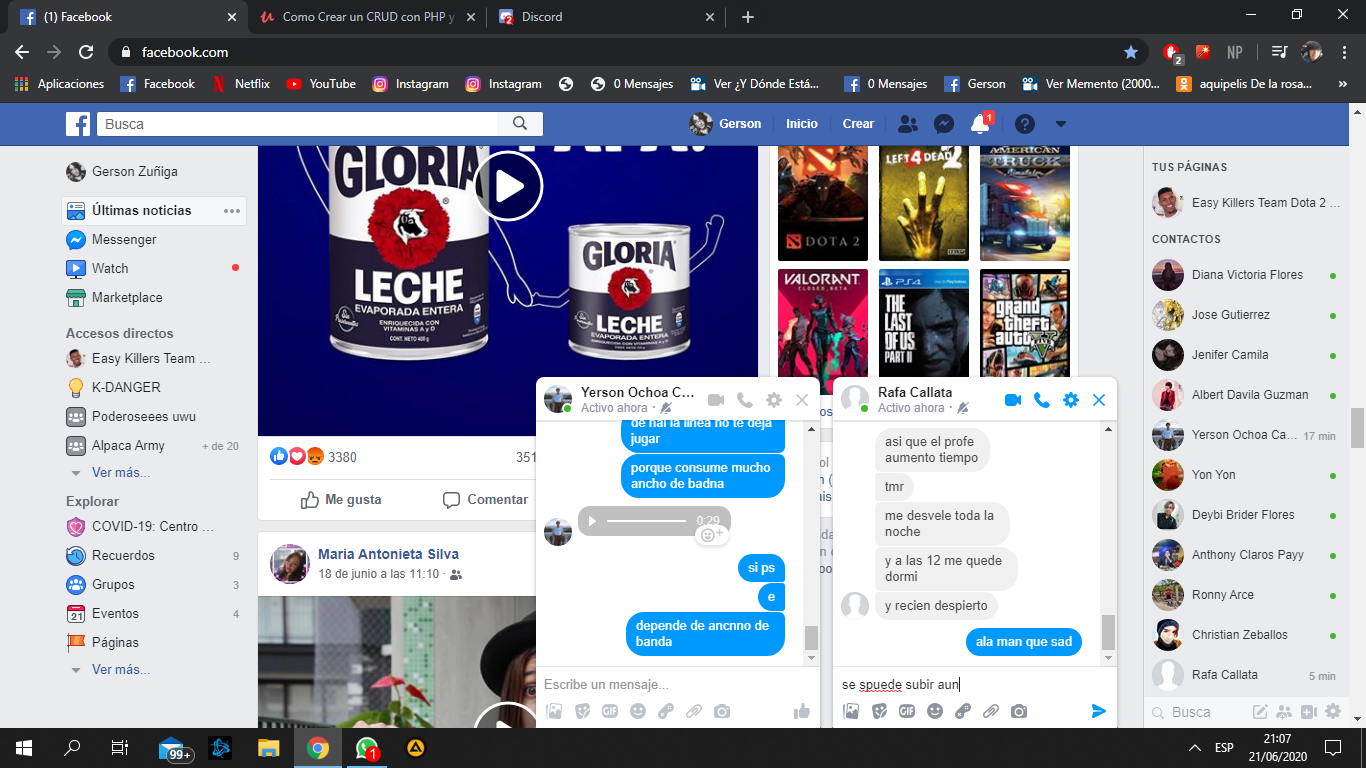 (1) Facebook
Como Crear un CRUD con PHP y
Discord
facebook.com
2
NP
Aplicaciones
Facebook
Netflix
YouTube
Instagram
Instagram
0 Mensajes
Ver ¿Y Dónde Está...
0 Mensajes
Gerson
Ver Memento (2000...
aquipelis De la rosa...
Busca
Gerson
Inicio
Crear
1
Gerson Zuñiga
Últimas noticias
Messenger
Watch
Marketplace
Accesos directos
Easy Killers Team ...
K-DANGER
Poderoseees uwu
Alpaca Army
+ de 20
Ver más...
Explorar
COVID-19: Centro ...
Recuerdos
9
Grupos
3
Eventos
4
Páginas
Ver más...
GLORIA
LECHE
EVAPORADA ENTERA
ENRIQUECIDA CON
VITAMINAS A y D
CONT. NETO 400 g
GLORIA
LECHE
EVAPORADA ENTERA
ENRIQUECIDA CON
VITAMINAS A y D
3380
351
Me gusta
Comentar
Maria Antonieta Silva
18 de junio a las 11:10
DOTA 2
LEFT 4 DEAD 2
AMERICAN
TRUCK
Simulator
VALORANT
CLOSED BETA
PS4
THE
LAST
OF US
PART II
grand
theft
auto
V
Yerson Ochoa C...
Activo ahora
de hai la linea no te deja
jugar
porque consume mucho
ancho de badna
0:29
si ps
e
depende de ancnno de
banda
Escribe un mensaje...
GIF
Rafa Callata
Activo ahora
asi que el profe
aumento tiempo
tmr
me desvele toda la
noche
y a las 12 me quede
dormi
y recien despierto
ala man que sad
se spuede subir aun
GIF
TUS PÁGINAS
Easy Killers Team Dota 2 ...
CONTACTOS
Diana Victoria Flores
Jose Gutierrez
Jenifer Camila
Albert Davila Guzman
Yerson Ochoa Ca...
17 min
Yon Yon
Deybi Brider Flores
Anthony Claros Payy
Ronny Arce
Christian Zeballos
Rafa Callata
5 min
Busca
99+
1
ESP
21:07
21/06/2020